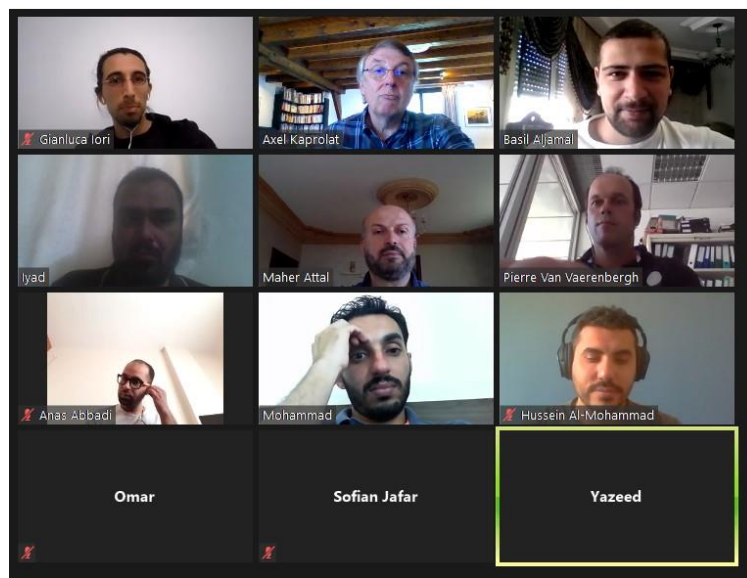 Gianluca Iori
Axel Kaprolat
Basil Aljamal
Iyad
Maher Attal
Pierre Van Vaerenbergh
Anas Abbadi
Mohammad
Hussein Al-Mohammad
Omar
Sofian Jafar
Yazeed